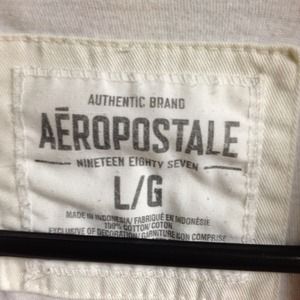 AUTHENTIC BRAND
AÉROPOSTALE
NINETEEN EIGHTY SEVEN
L/G
MADE IN INDONESIA/ FABRIQUÉ EN INDONÉSIE
100% COTTON/ COTON
EXCLUSIVE OF DECORATION/ GARNITURE NON COMPRISE